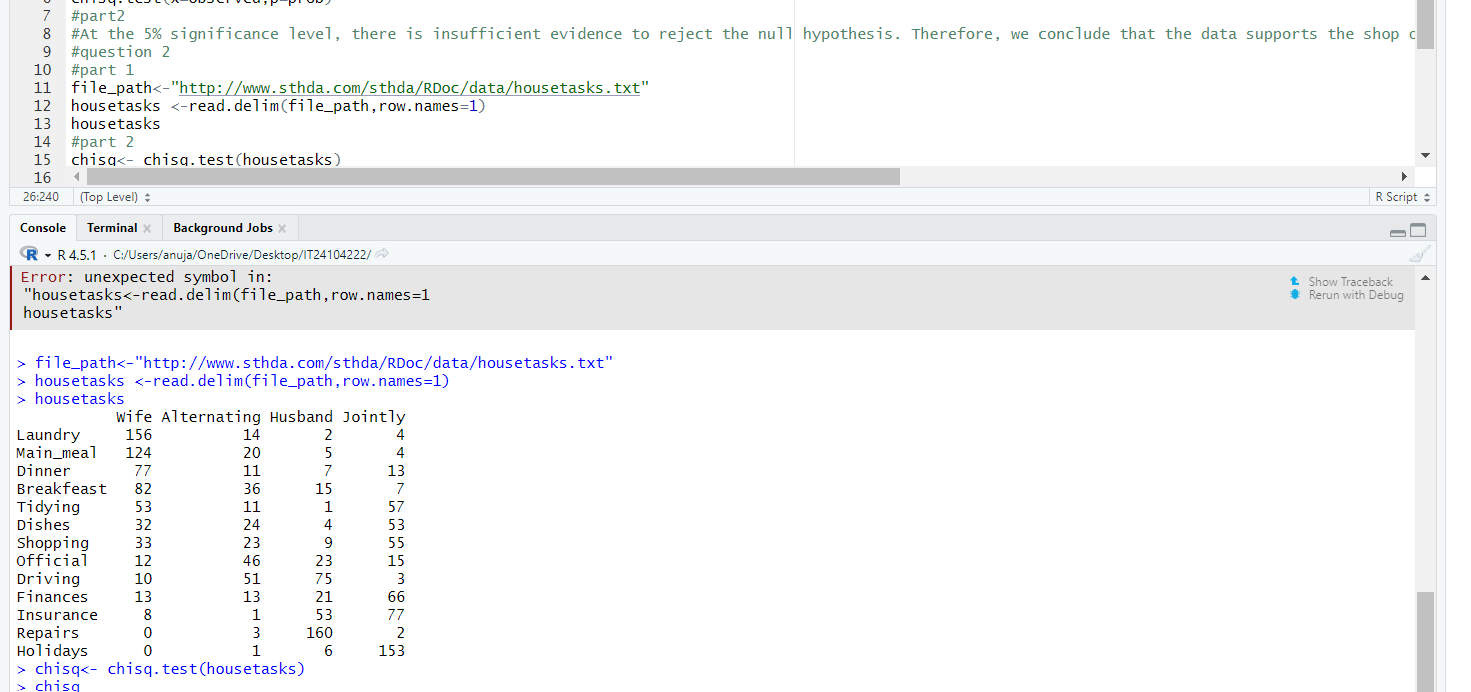 6 chisq.test(x=observed,p=prob)
7 #part2
8 #At the 5% significance level, there is insufficient evidence to reject the null hypothesis. Therefore, we conclude that the data supports the shop
9 #question 2
10 #part 1
11 file_path<-"http://www.sthda.com/sthda/RDoc/data/housetasks.txt"
12 housetasks <-read.delim(file_path,row.names=1)
13 housetasks
14 #part 2
15 chisq<- chisq.test(housetasks)
16
26:240 (Top Level) R Script
Console Terminal Background Jobs
R R 4.5.1 · C:/Users/anuja/OneDrive/Desktop/IT24104222/
Error: unexpected symbol in:
"housetasks<-read.delim(file_path,row.names=1
housetasks"
Show Traceback
Rerun with Debug
> file_path<-"http://www.sthda.com/sthda/RDoc/data/housetasks.txt"
> housetasks <-read.delim(file_path,row.names=1)
> housetasks
Wife Alternating Husband Jointly
Laundry 156 14 2 4
Main_meal 124 20 5 4
Dinner 77 11 7 13
Breakfeast 82 36 15 7
Tidying 53 11 1 57
Dishes 32 24 4 53
Shopping 33 23 9 55
Official 12 46 23 15
Driving 10 51 75 3
Finances 13 13 21 66
Insurance 8 1 53 77
Repairs 0 3 160 2
Holidays 0 1 6 153
> chisq<- chisq.test(housetasks)
> chisq